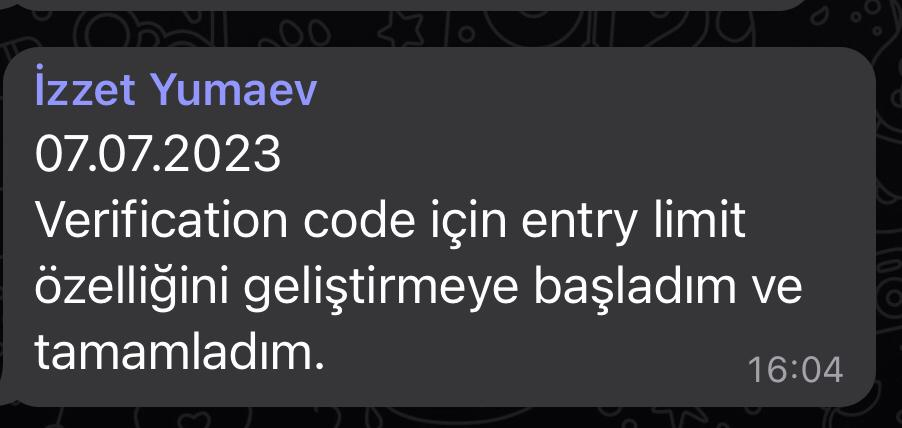 İzzet Yumaev
07.07.2023
Verification code için entry limit
özelliğini geliştirmeye başladım ve
tamamladım.
16:04